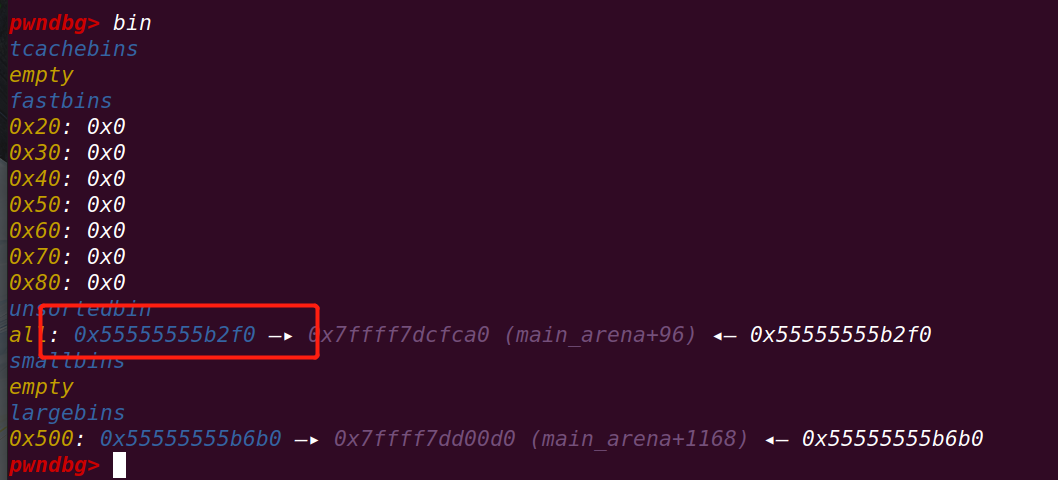 pwndbg> bin
tcachebins
empty
fastbins
0x20: 0x0
0x30: 0x0
0x40: 0x0
0x50: 0x0
0x60: 0x0
0x70: 0x0
0x80: 0x0
unsortedbin
all: 0x55555555b2f0 —▸ 0x7ffff7dcfca0 (main_arena+96) ◂— 0x55555555b2f0
smallbins
empty
largebins
0x500: 0x55555555b6b0 —▸ 0x7ffff7dd00d0 (main_arena+1168) ◂— 0x55555555b6b0
pwndbg>